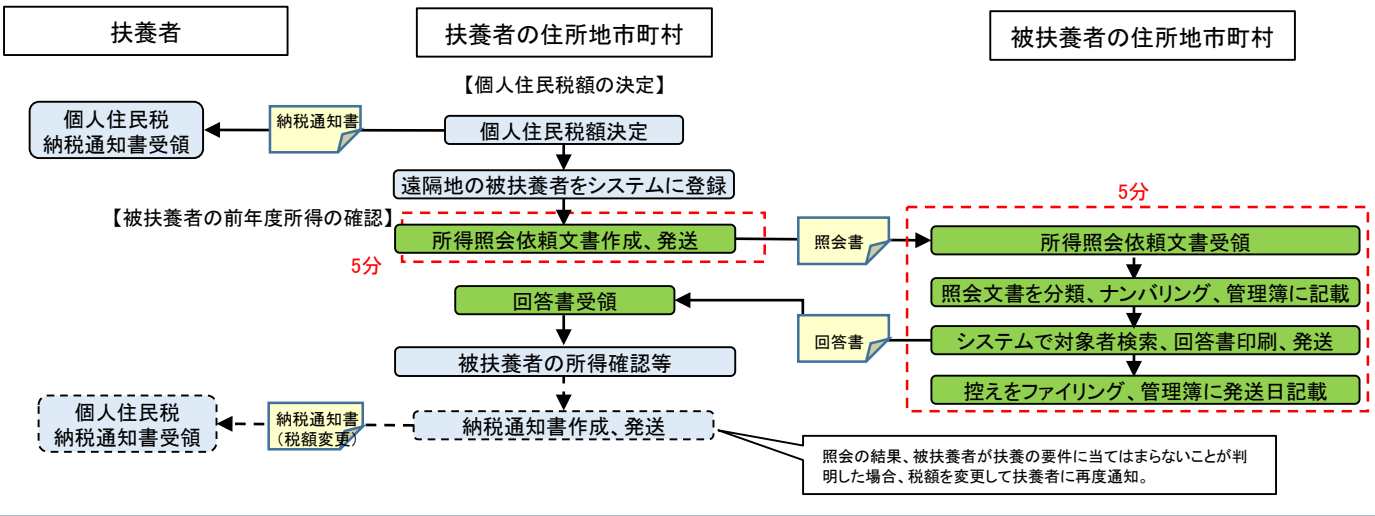 扶養者
扶養者の住所地市町村
被扶養者の住所地市町村
【個人住民税額の決定】
個人住民税
納税通知書受領
納税通知書
個人住民税額決定
遠隔地の被扶養者をシステムに登録
【被扶養者の前年度所得の確認】
5分
所得照会依頼文書作成、発送
照会書
5分
所得照会依頼文書受領
照会文書を分類、ナンバリング、管理簿に記載
回答書受領
回答書
システムで対象者検索、回答書印刷、発送
被扶養者の所得確認等
控えをファイリング、管理簿に発送日記載
個人住民税
納税通知書受領
納税通知書
（税額変更）
納税通知書作成、発送
照会の結果、被扶養者が扶養の要件に当てはまらないことが判
明した場合、税額を変更して扶養者に再度通知。